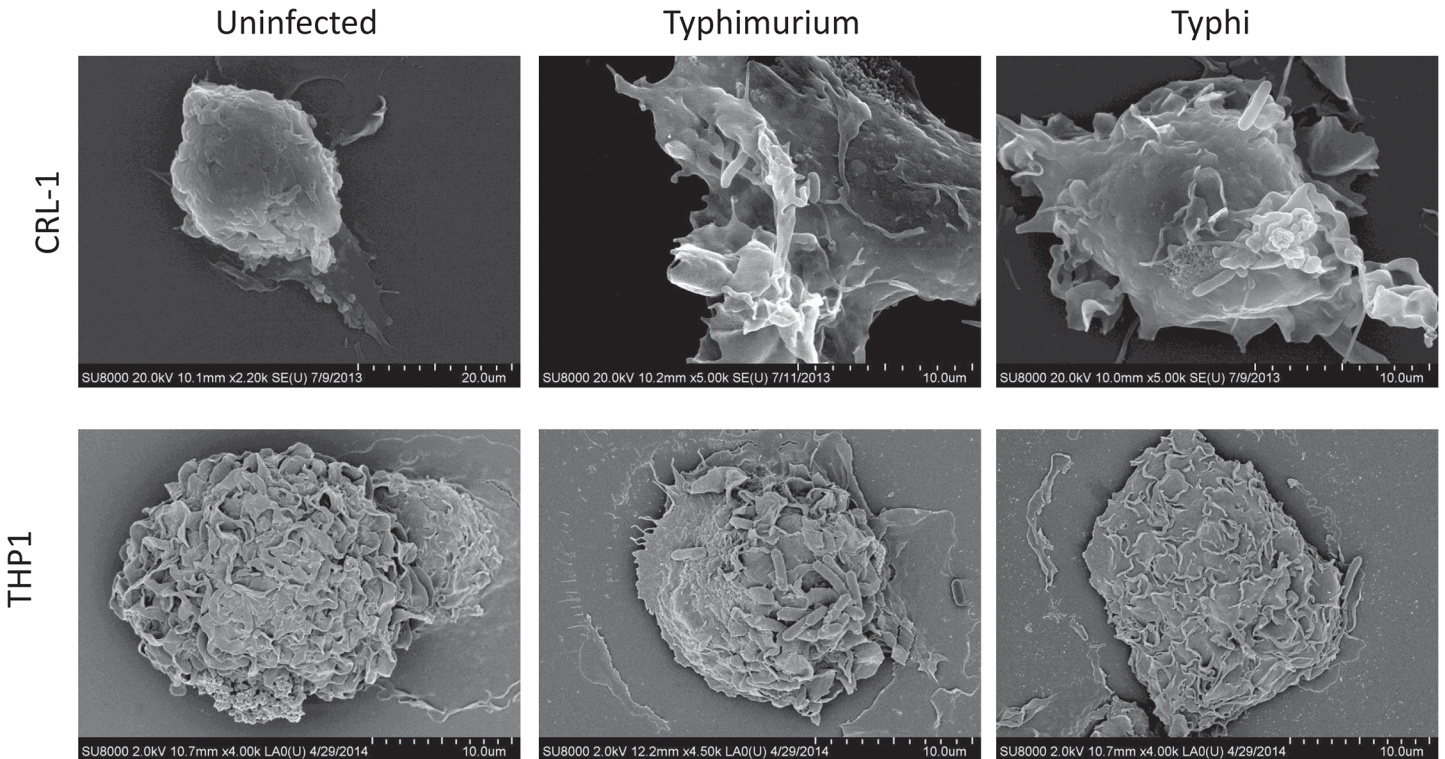 Uninfected
Typhimurium
Typhi
CRL-1
SU8000 20.0kV 10.1mm x2.20k SE(U) 7/9/2013 20.0um
SU8000 20.0kV 10.2mm x5.00k SE(U) 7/11/2013 10.0um
SU8000 20.0kV 10.0mm x5.00k SE(U) 7/9/2013 10.0um
THP1
SU8000 2.0kV 10.7mm x4.00k LA0(U) 4/29/2014 10.0um
SU8000 2.0kV 12.2mm x4.50k LA0(U) 4/29/2014 10.0um
SU8000 2.0kV 10.7mm x4.00k LA0(U) 4/29/2014 10.0um